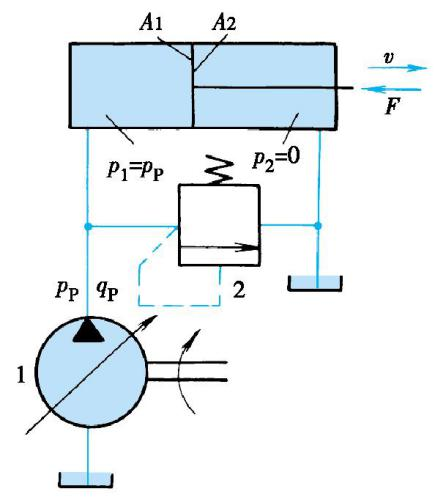 A1 A2
v
F
p₁=pₚ p₂=0
pₚ qₚ 2
1